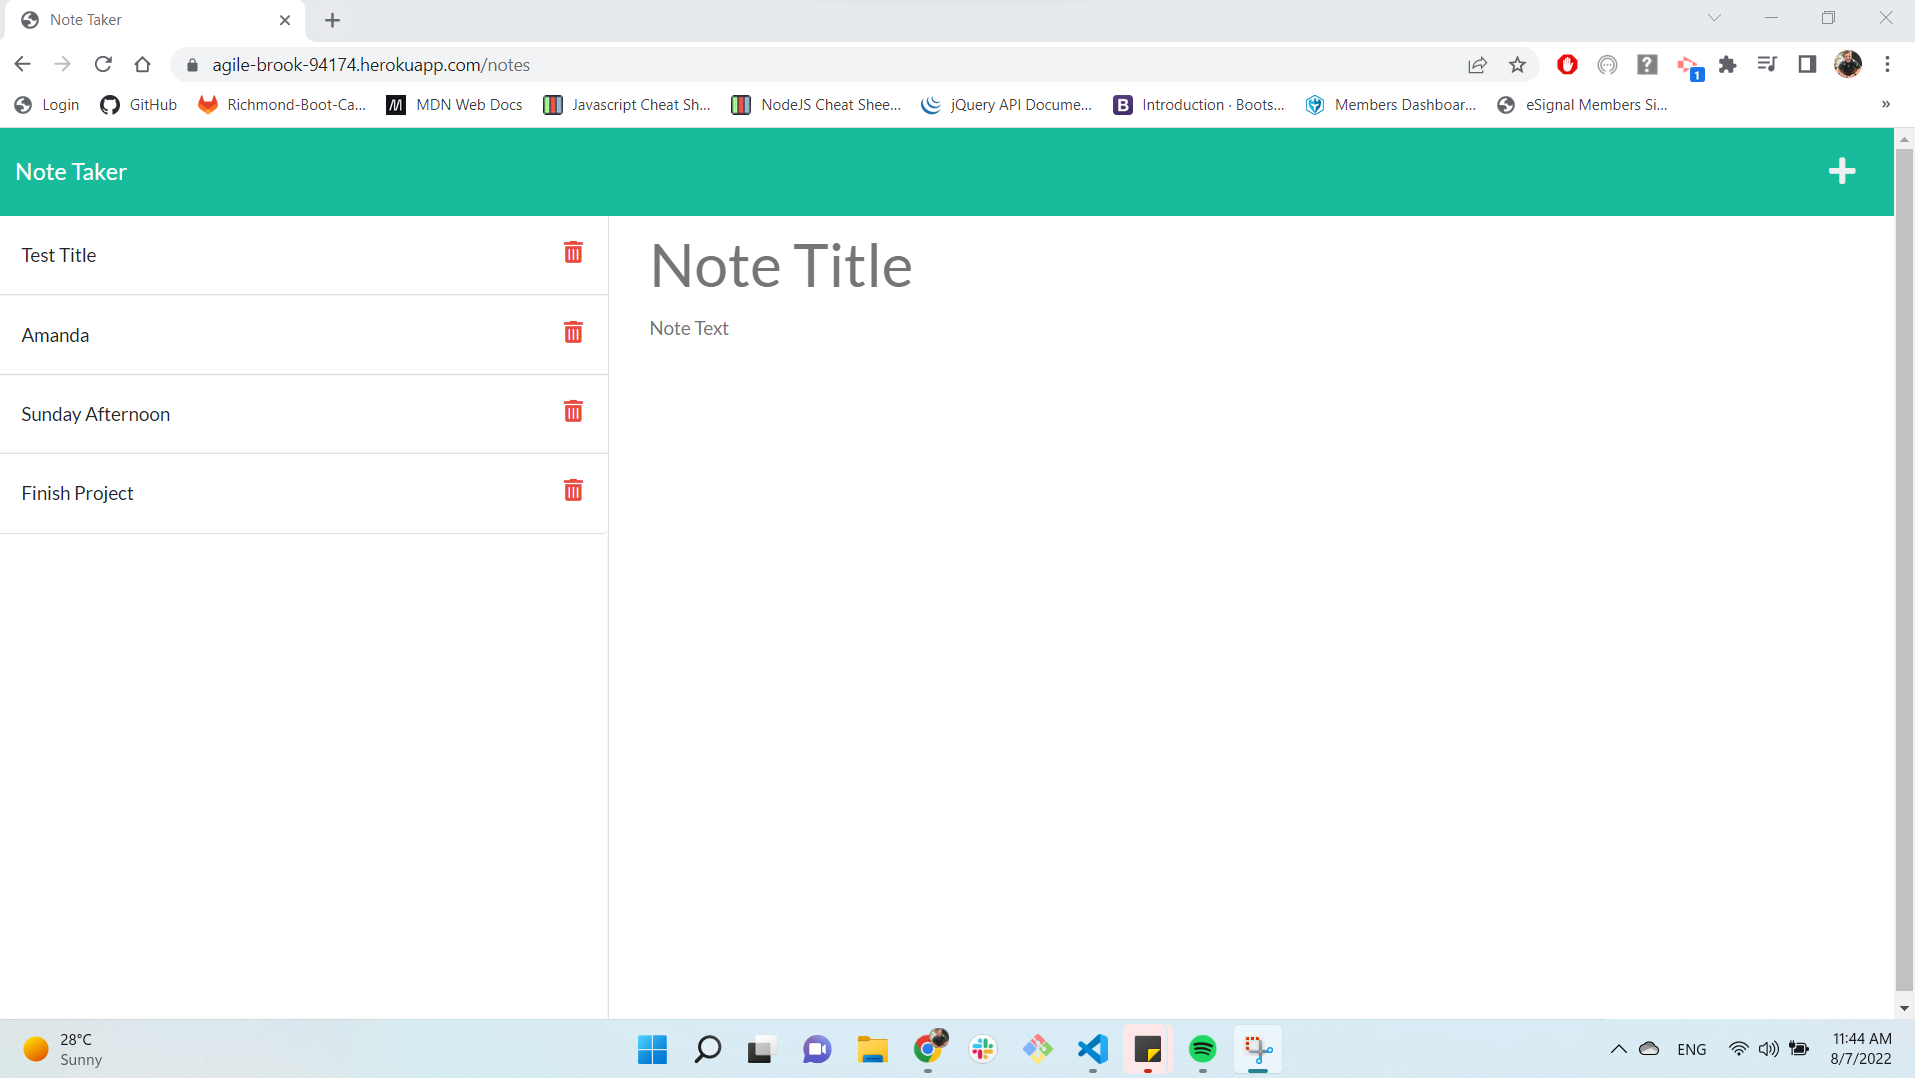 Note Taker
agile-brook-94174.herokuapp.com/notes
1
Login GitHub Richmond-Boot-Ca... MDN Web Docs Javascript Cheat Sh... NodeJS Cheat Shee... jQuery API Docume... Introduction · Boots... Members Dashboar... eSignal Members Si... »
Note Taker
Test Title
Amanda
Sunday Afternoon
Finish Project
Note Title
Note Text
28°C
Sunny
ENG
11:44 AM
8/7/2022